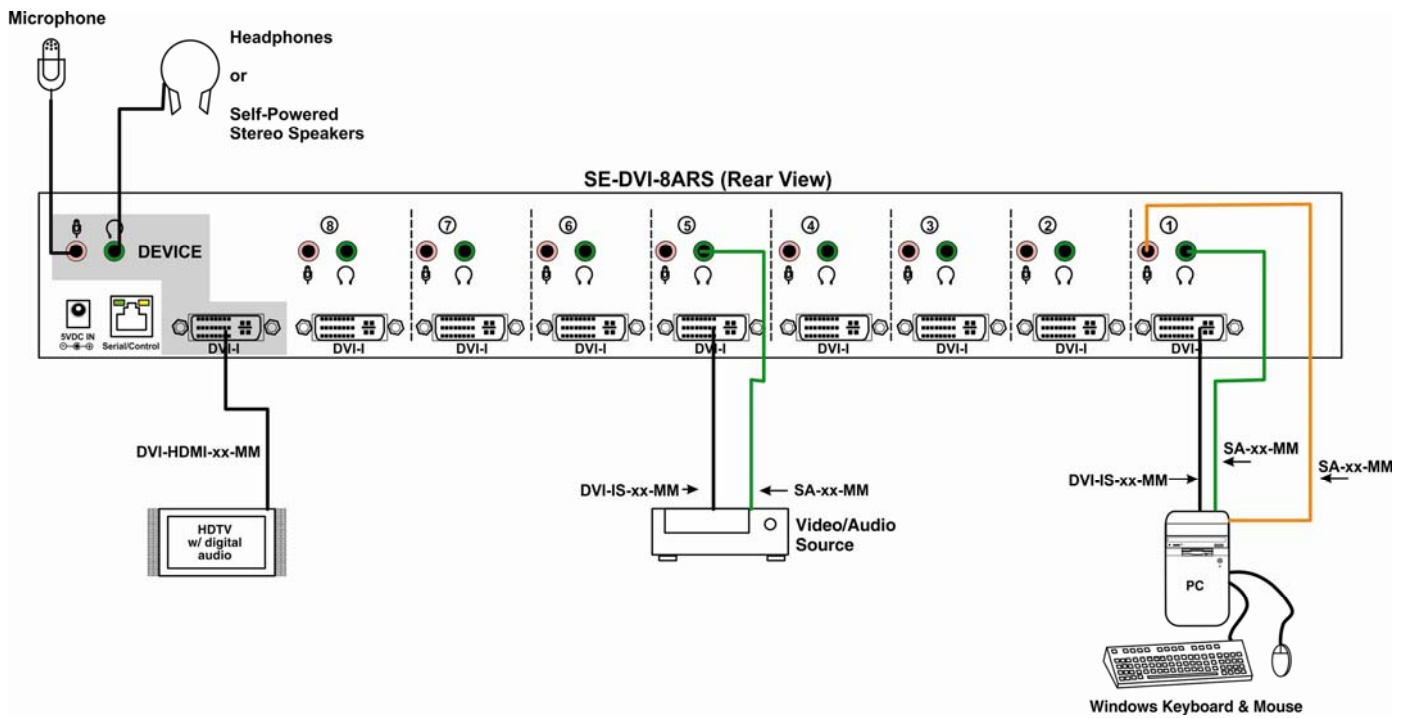 Microphone
Headphones
or
Self-Powered
Stereo Speakers
SE-DVI-8ARS (Rear View)
DEVICE
8
7
6
5
4
3
2
1
5VDC IN
Serial/Control
DVI-I
DVI-I
DVI-I
DVI-I
DVI-I
DVI-I
DVI-I
DVI-I
DVI-I
DVI-HDMI-xx-MM
DVI-IS-xx-MM
SA-xx-MM
DVI-IS-xx-MM
SA-xx-MM
SA-xx-MM
HDTV
w/ digital
audio
Video/Audio
Source
PC
Windows Keyboard & Mouse